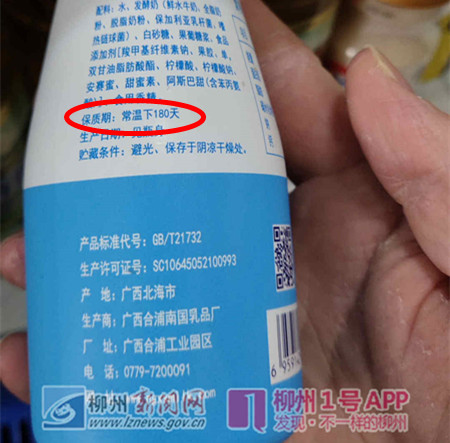 配料：水、发酵奶（鲜水牛奶、全脂奶
粉、脱脂奶粉、保加利亚乳杆菌、嗜
热链球菌）、白砂糖、果葡糖浆、食品
添加剂[羧甲基纤维素钠、果胶、单,
双甘油脂肪酸酯、柠檬酸、柠檬酸钠、
安赛蜜、甜蜜素、阿斯巴甜（含苯丙氨
酸）]、食用香精。
保质期：常温下180天
生产日期：见瓶身
贮藏条件：避光、保存于阴凉干燥处。
产品标准代号：GB/T21732
生产许可证号：SC10645052100993
产 地：广西北海市
生产商：广西合浦南国乳品厂
厂 址：广西合浦工业园区
电 话：0779-7200091
柳州新闻网
www.lznews.gov.cn
柳州1号APP
发现·不一样的柳州